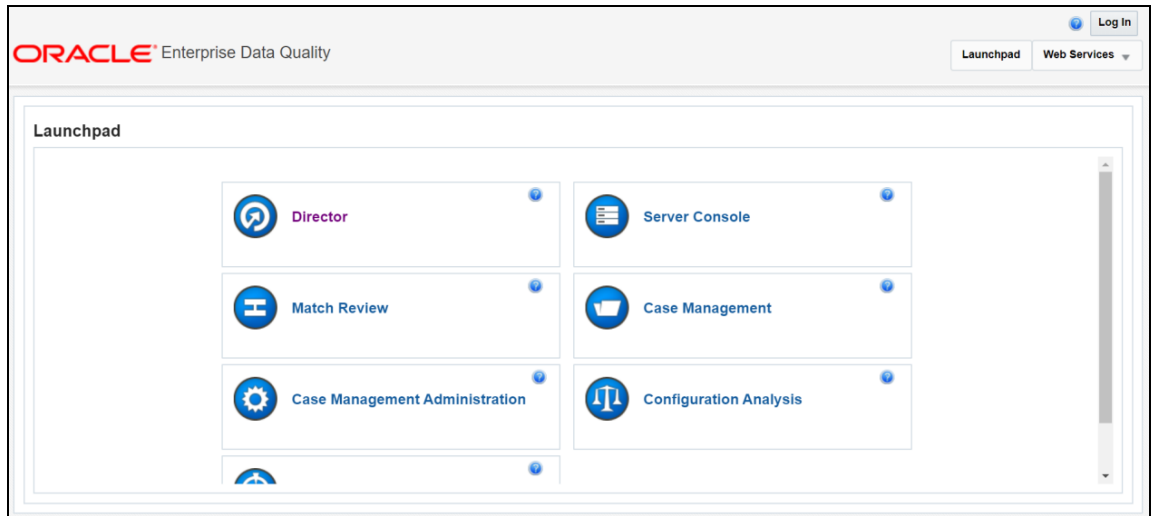 Log In
ORACLE Enterprise Data Quality
Launchpad Web Services
Launchpad
Director Server Console
Match Review Case Management
Case Management Administration Configuration Analysis